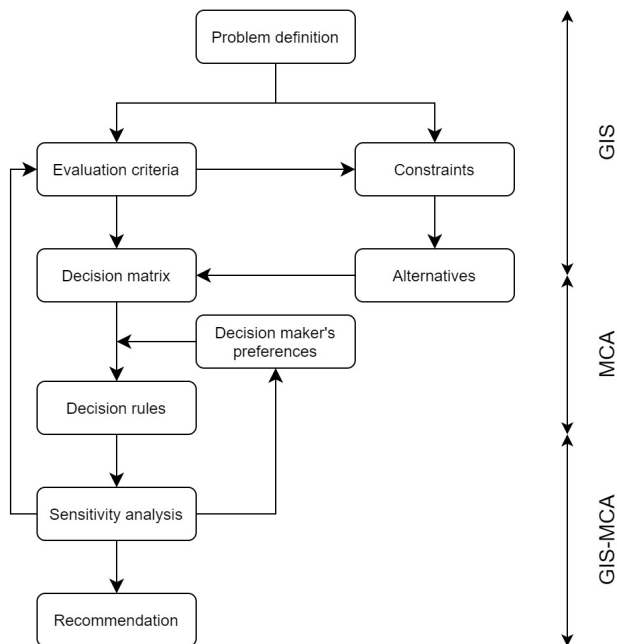 Problem definition
Evaluation criteria
Constraints
Decision matrix
Alternatives
Decision maker's
preferences
Decision rules
Sensitivity analysis
Recommendation
GIS
MCA
GIS-MCA